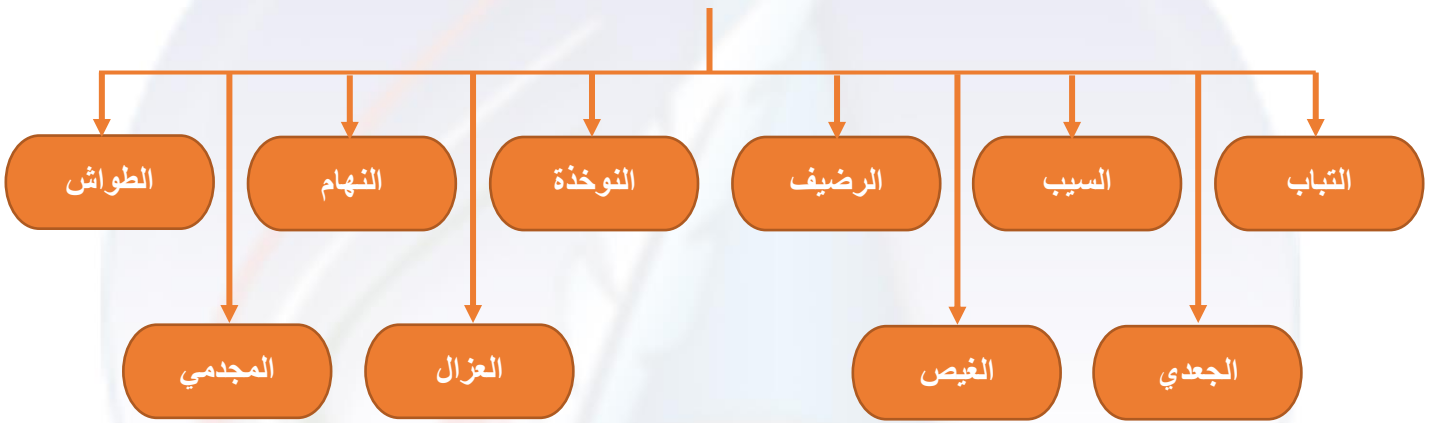 التباب
السيب
الرضيف
النوخذة
النهام
الطواش
الجعدي
الغيص
العزال
المجدمي